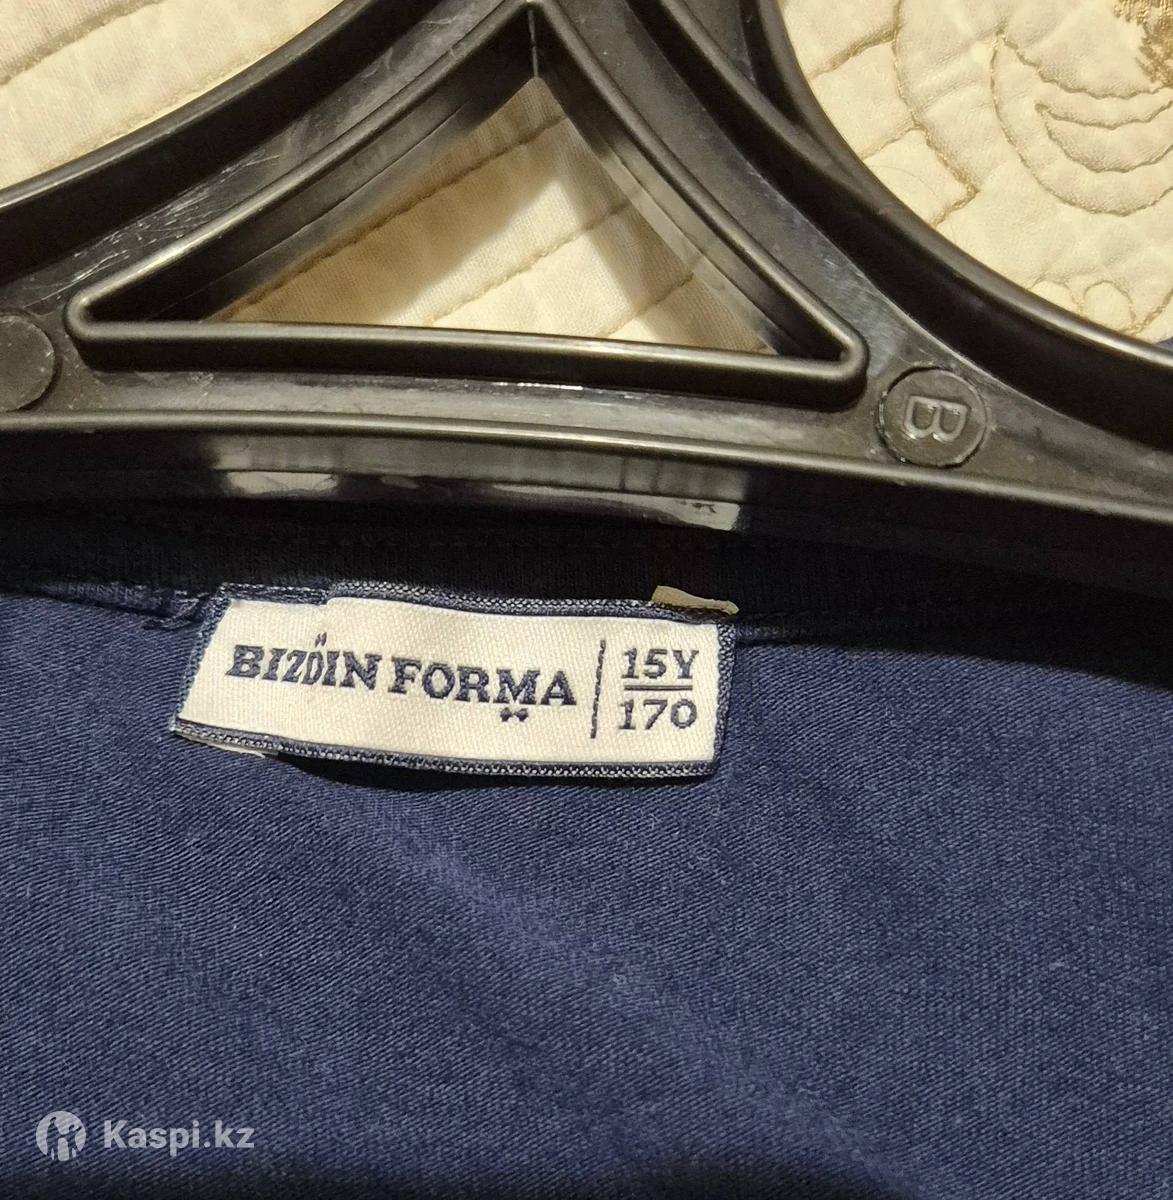 B
BIZDIN FORMA
15Y
170
Kaspi.kz